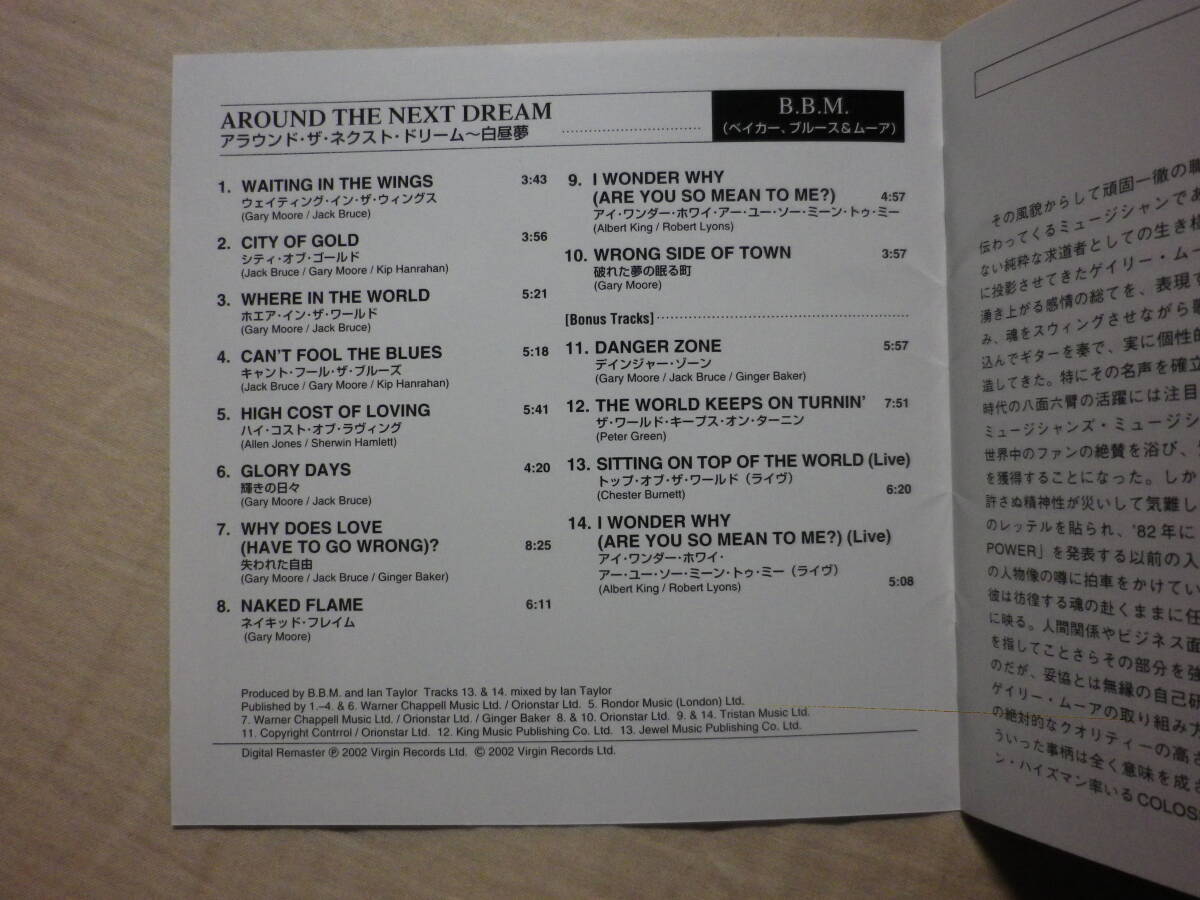 AROUND THE NEXT DREAM
アラウンド・ザ・ネクスト・ドリーム〜白昼夢
B.B.M.
(ベイカー、ブルース&ムーア)
1. WAITING IN THE WINGS 3:43
ウェイティング・イン・ザ・ウィングス
(Gary Moore / Jack Bruce)
2. CITY OF GOLD 3:56
シティ・オブ・ゴールド
(Jack Bruce / Gary Moore / Kip Hanrahan)
3. WHERE IN THE WORLD 5:21
ホエア・イン・ザ・ワールド
(Gary Moore / Jack Bruce)
4. CAN'T FOOL THE BLUES 5:18
キャント・フール・ザ・ブルーズ
(Jack Bruce / Gary Moore / Kip Hanrahan)
5. HIGH COST OF LOVING 5:41
ハイ・コスト・オブ・ラヴィング
(Allen Jones / Sherwin Hamlett)
6. GLORY DAYS 4:20
輝きの日々
(Gary Moore / Jack Bruce)
7. WHY DOES LOVE
(HAVE TO GO WRONG)? 8:25
失われた自由
(Gary Moore / Jack Bruce / Ginger Baker)
8. NAKED FLAME 6:11
ネイキッド・フレイム
(Gary Moore)
9. I WONDER WHY
(ARE YOU SO MEAN TO ME?) 4:57
アイ・ワンダー・ホワイ・アー・ユー・ソー・ミーン・トゥ・ミー
(Albert King / Robert Lyons)
10. WRONG SIDE OF TOWN 3:57
破れた夢の眠る町
(Gary Moore)
[Bonus Tracks]
11. DANGER ZONE 5:57
デインジャー・ゾーン
(Gary Moore / Jack Bruce / Ginger Baker)
12. THE WORLD KEEPS ON TURNIN' 7:51
ザ・ワールド・キープス・オン・ターニン
(Peter Green)
13. SITTING ON TOP OF THE WORLD (Live)
トップ・オブ・ザ・ワールド(ライヴ)
(Chester Burnett) 6:20
14. I WONDER WHY
(ARE YOU SO MEAN TO ME?) (Live)
アイ・ワンダー・ホワイ・
アー・ユー・ソー・ミーン・トゥ・ミー(ライヴ)
(Albert King / Robert Lyons) 5:08
Produced by B.B.M. and Ian Taylor Tracks 13. & 14. mixed by Ian Taylor
Published by 1.–4. & 6. Warner Chappell Music Ltd. / Orionstar Ltd. 5. Rondor Music (London) Ltd.
7. Warner Chappell Music Ltd. / Orionstar Ltd. / Ginger Baker 8. & 10. Orionstar Ltd. 9. & 14. Tristan Music Ltd.
11. Copyright Contrrol / Orionstar Ltd. 12. King Music Publishing Co. Ltd. 13. Jewel Music Publishing Co. Ltd.
Digital Remaster ℗ 2002 Virgin Records Ltd. © 2002 Virgin Records Ltd.
その風貌からして頑固一徹の職
伝わってくるミュージシャンであ
ない純粋な求道者としての生き様
に投影させてきたゲイリー・ムー
湧き上がる感情の総てを、表現す
み、魂をスウィングさせながら
込んでギターを奏で、実に個性的
造してきた。特にその名声を確立
時代の八面六臂の活躍には注目
ミュージシャンズ・ミュージシ
世界中のファンの絶賛を浴び、
を獲得することになった。しか
許さぬ精神性が災いして気難し
のレッテルを貼られ、'82年に
POWER」を発表する以前の入
の人物像の噂に拍車をかけてい
彼は彷徨する魂の赴くままに任
に映る。人間関係やビジネス面
を指してことさらその部分を強
のだが、妥協とは無縁の自己研
ゲイリー・ムーアの取り組み方
の絶対的なクオリティーの高さ
ういった事柄は全く意味を成さ
ン・ハイズマン率いるCOLOS